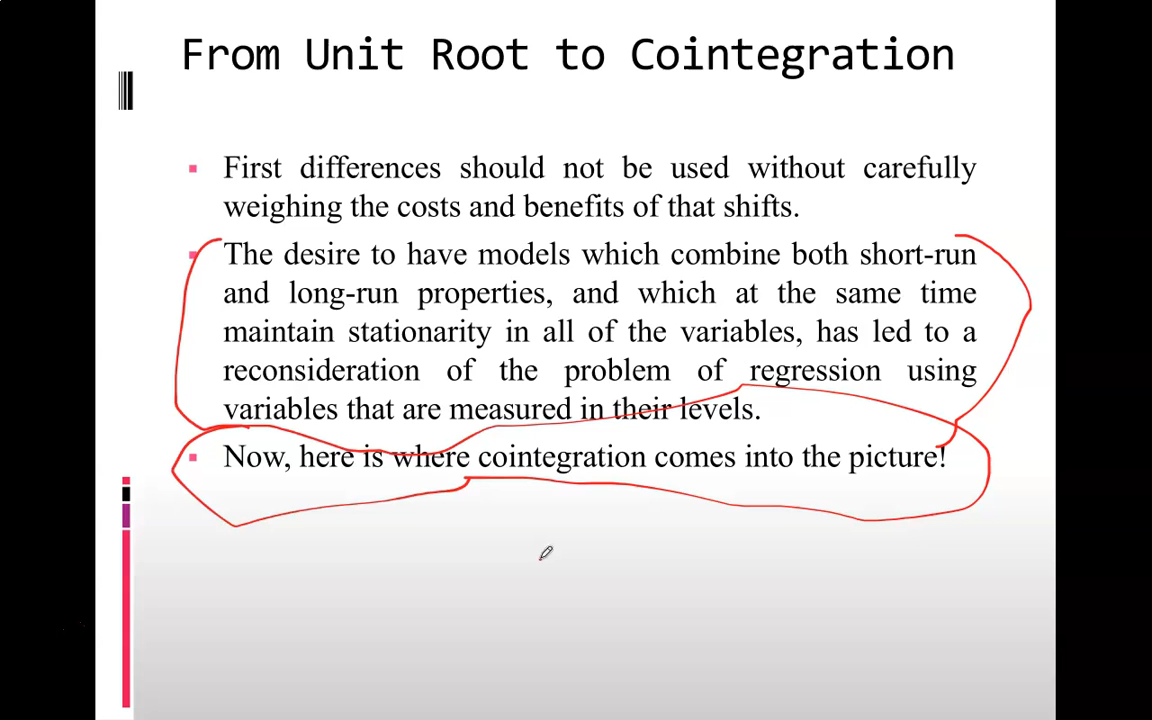 From Unit Root to Cointegration
First differences should not be used without carefully
weighing the costs and benefits of that shifts.
The desire to have models which combine both short-run
and long-run properties, and which at the same time
maintain stationarity in all of the variables, has led to a
reconsideration of the problem of regression using
variables that are measured in their levels.
Now, here is where cointegration comes into the picture!